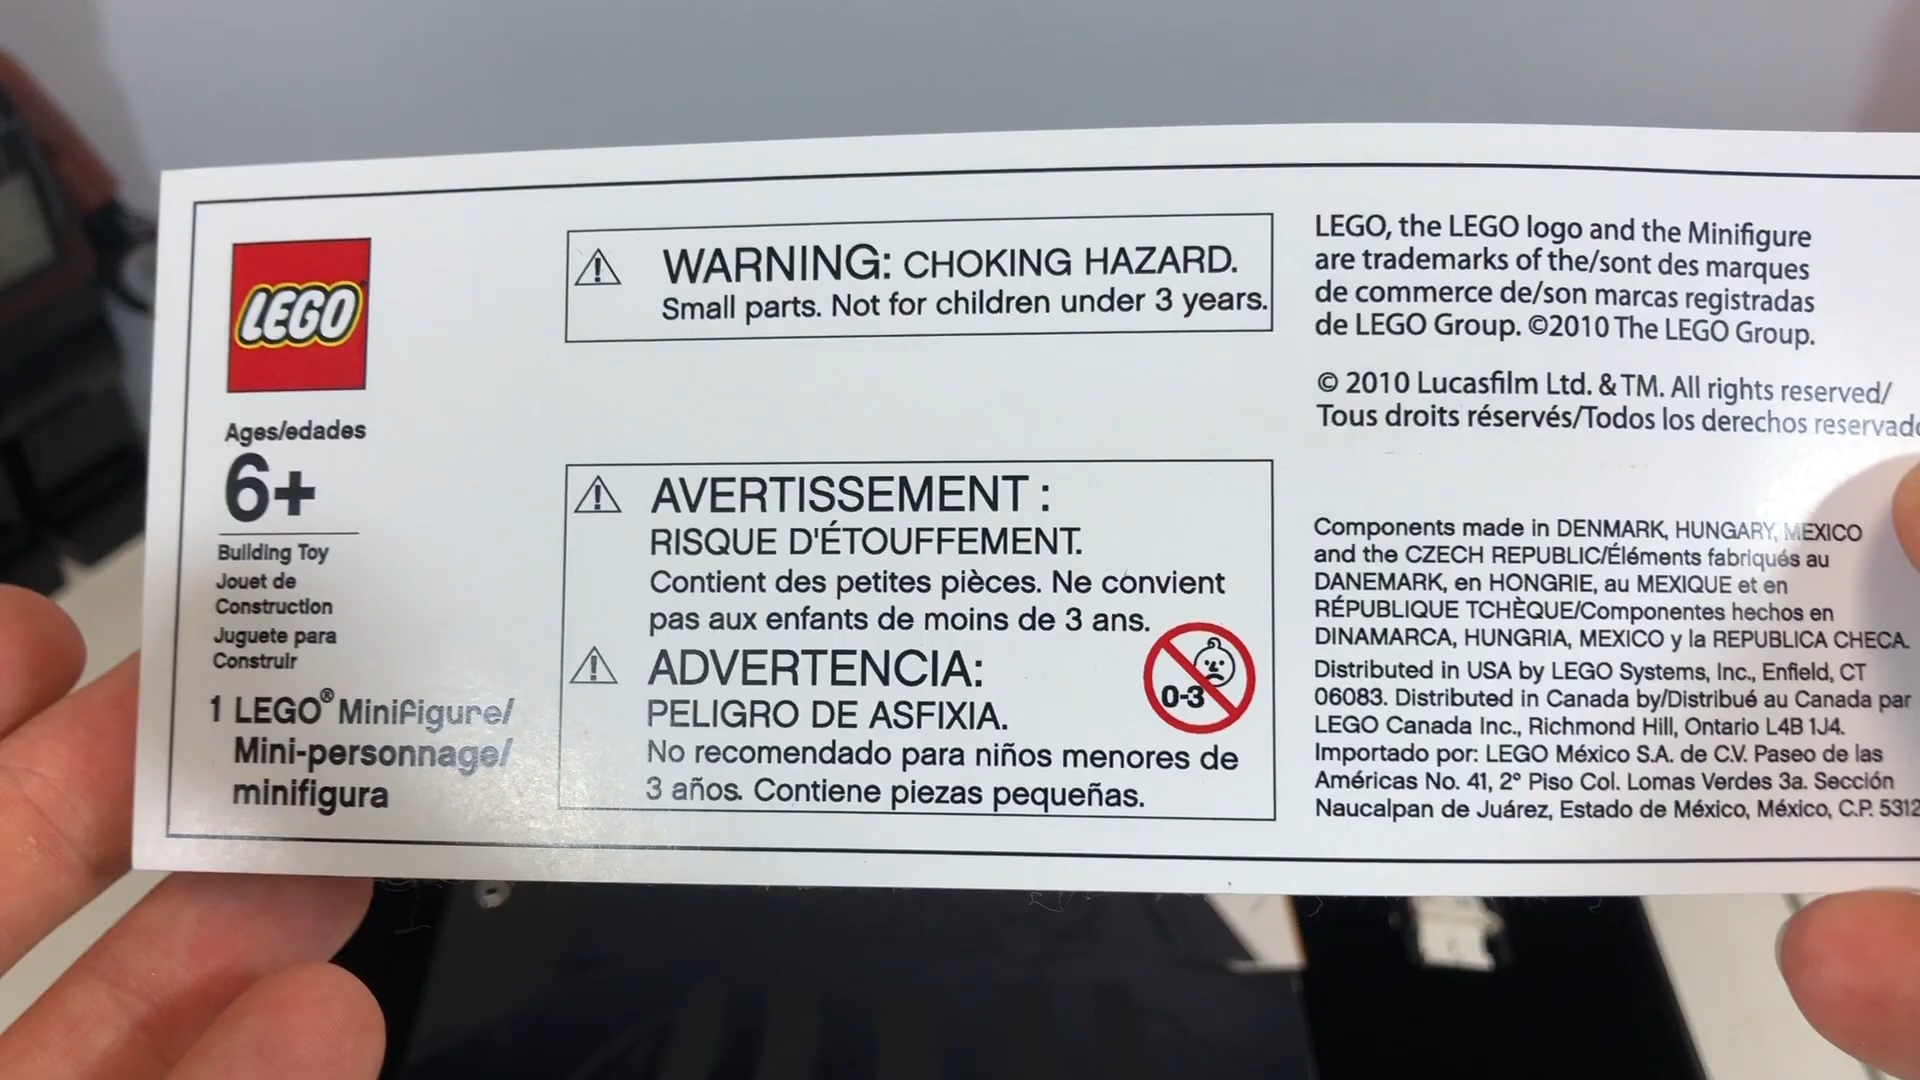 LEGO
Ages/edades
6+
Building Toy
Jouet de
Construction
Juguete para
Construir
1 LEGO® Minifigure/
Mini-personnage/
minifigura
WARNING: CHOKING HAZARD.
Small parts. Not for children under 3 years.
AVERTISSEMENT :
RISQUE D'ÉTOUFFEMENT.
Contient des petites pièces. Ne convient
pas aux enfants de moins de 3 ans.
ADVERTENCIA:
PELIGRO DE ASFIXIA.
No recomendado para niños menores de
3 años. Contiene piezas pequeñas.
0-3
LEGO, the LEGO logo and the Minifigure
are trademarks of the/sont des marques
de commerce de/son marcas registradas
de LEGO Group. ©2010 The LEGO Group.
© 2010 Lucasfilm Ltd. & TM. All rights reserved/
Tous droits réservés/Todos los derechos
Components made in DENMARK, HUNGARY, MEXICO
and the CZECH REPUBLIC/Éléments fabriqués au
DANEMARK, en HONGRIE, au MEXIQUE et en
RÉPUBLIQUE TCHÈQUE/Componentes hechos en
DINAMARCA, HUNGRIA, MEXICO y la REPUBLICA CHECA.
Distributed in USA by LEGO Systems, Inc., Enfield, CT
06083. Distributed in Canada by/Distribué au Canada par
LEGO Canada Inc., Richmond Hill, Ontario L4B 1J4.
Importado por: LEGO México S.A. de C.V. Paseo de las
Américas No. 41, 2º Piso Col. Lomas Verdes 3a. Sección
Naucalpan de Juárez, Estado de México, México, C.P.